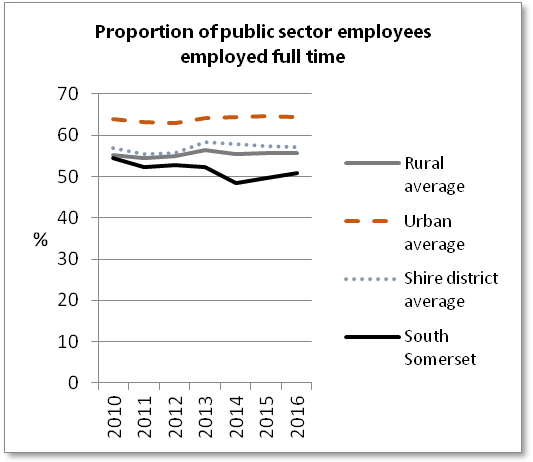 Proportion of public sector employees
employed full time
70
60
50
40
30
20
10
0
%
2010
2011
2012
2013
2014
2015
2016
Rural
average
Urban
average
Shire district
average
South
Somerset